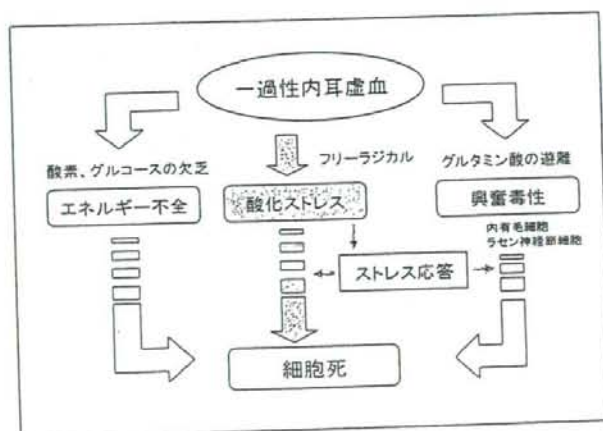 一過性内耳虚血
酸素、グルコースの欠乏
エネルギー不全
フリーラジカル
酸化ストレス
グルタミン酸の遊離
興奮毒性
内有毛細胞
ラセン神経節細胞
ストレス応答
細胞死